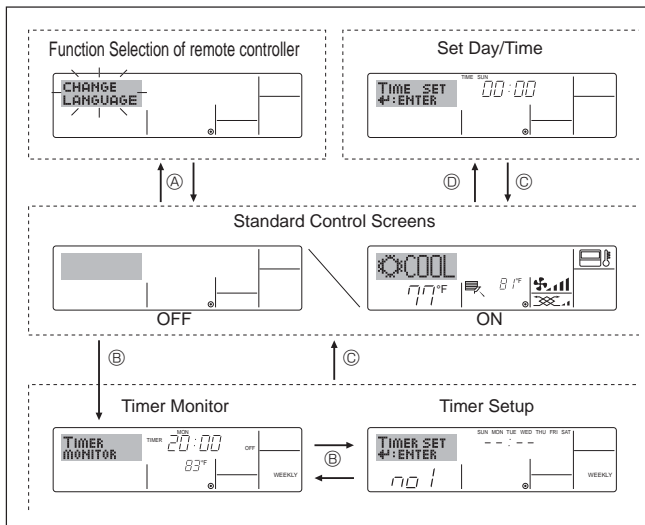 Function Selection of remote controller
CHANGE
LANGUAGE
Set Day/Time
TIME SUN
TIME SET
↵:ENTER
00:00
Ⓐ
Ⓓ
Ⓒ
Standard Control Screens
OFF
COOL
77°F
81°F
ON
Ⓑ
Ⓒ
Timer Monitor
TIMER
MONITOR
TIMER
MON
20:00
OFF
83°F
WEEKLY
Ⓑ
Timer Setup
SUN MON TUE WED THU FRI SAT
TIMER SET
↵:ENTER
--:--
no 1
WEEKLY